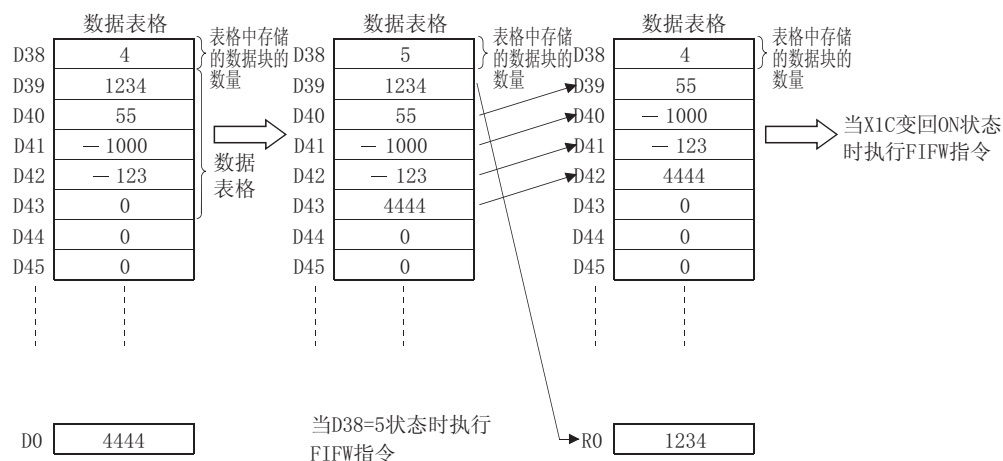 数据表格
D38 4
D39 1234
D40 55
D41 －1000
D42 －123
D43 0
D44 0
D45 0
表格中存储
的数据块的
数量
数据
表格
D0 4444
数据表格
D38 5
D39 1234
D40 55
D41 －1000
D42 －123
D43 4444
D44 0
D45 0
表格中存储
的数据块的
数量
当D38=5状态时执行
FIFW指令
数据表格
D38 4
D39 55
D40 －1000
D41 －123
D42 4444
D43 0
D44 0
D45 0
表格中存储
的数据块的
数量
R0 1234
当X1C变回ON状态
时执行FIFW指令